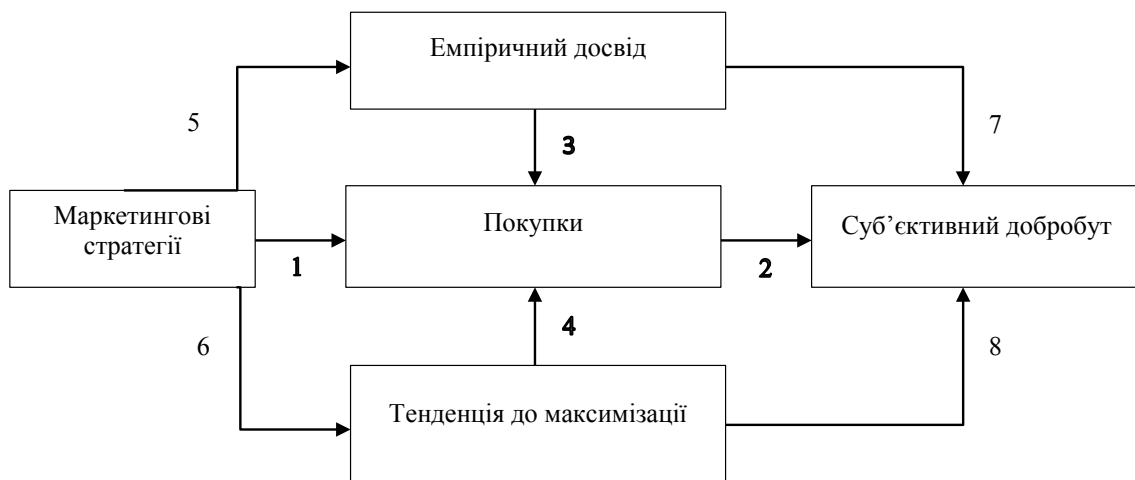 Емпіричний досвід
5
7
3
Маркетингові
стратегії
Покупки
Суб’єктивний добробут
1
2
4
6
8
Тенденція до максимізації